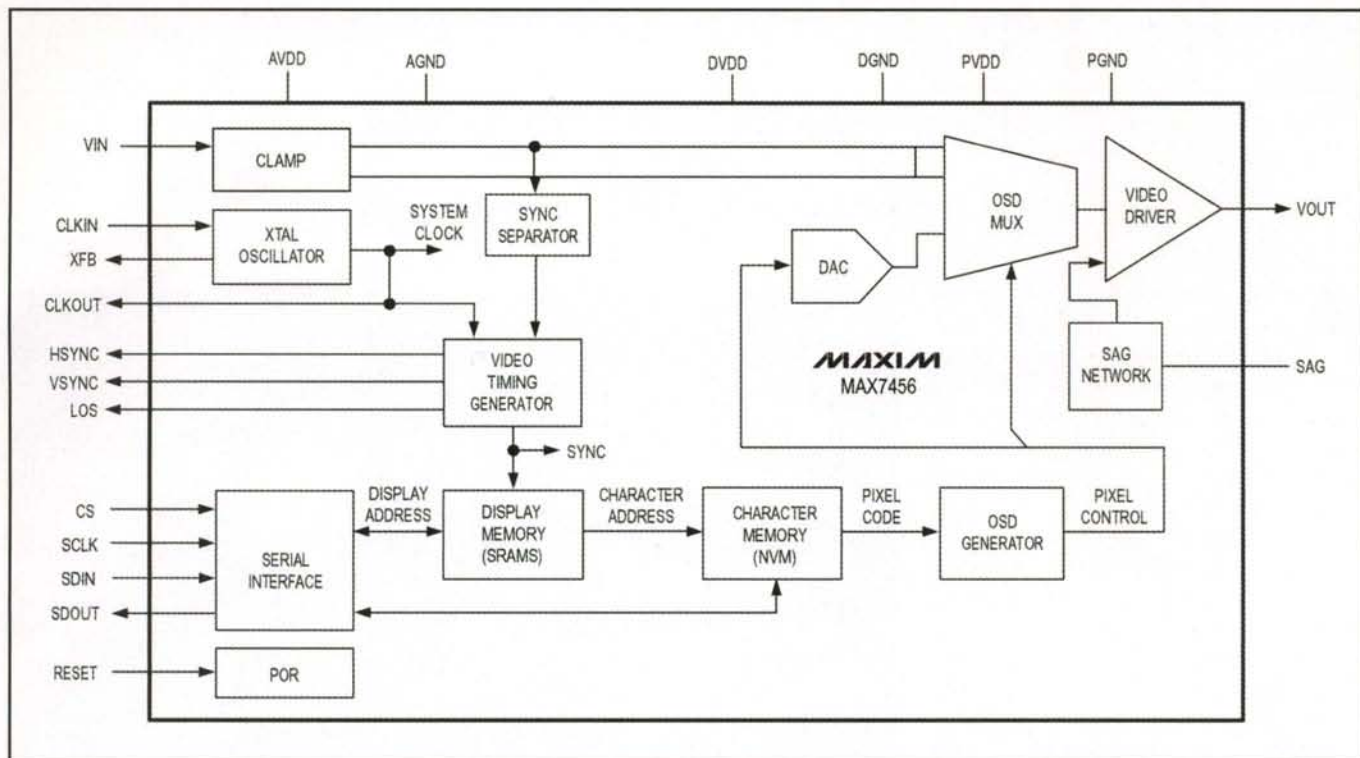 AVDD
AGND
DVDD
DGND
PVDD
PGND
VIN
CLAMP
CLKIN
XFB
XTAL
OSCILLATOR
SYSTEM
CLOCK
SYNC
SEPARATOR
OSD
MUX
VIDEO
DRIVER
VOUT
DAC
CLKOUT
HSYNC
VSYNC
LOS
VIDEO
TIMING
GENERATOR
MAXIM
MAX7456
SAG
NETWORK
SAG
SYNC
CS
SCLK
SDIN
SDOUT
SERIAL
INTERFACE
DISPLAY
ADDRESS
DISPLAY
MEMORY
(SRAMS)
CHARACTER
ADDRESS
CHARACTER
MEMORY
(NVM)
PIXEL
CODE
OSD
GENERATOR
PIXEL
CONTROL
RESET
POR